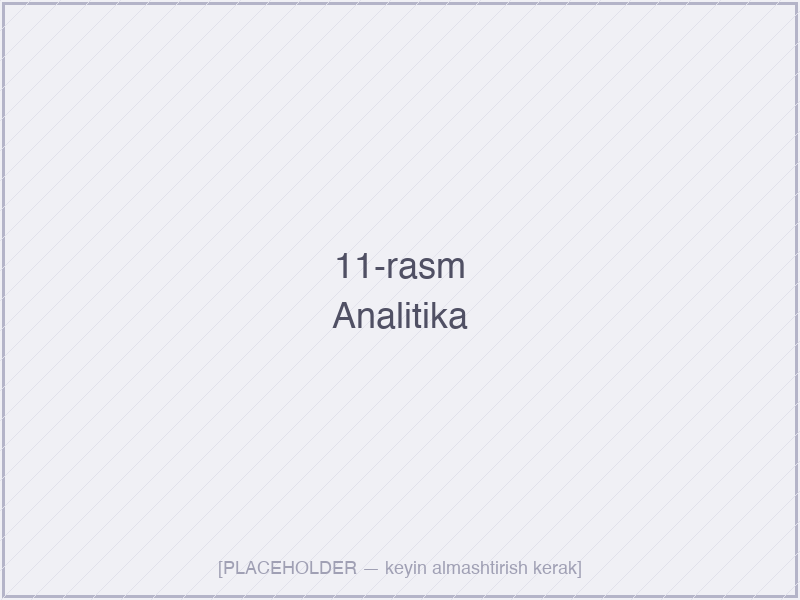 11-rasm
Analitika
[PLACEHOLDER — keyin almashtirish kerak]